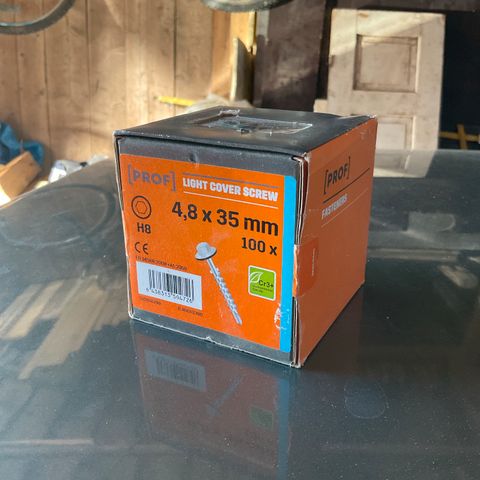 [PROF] LIGHT COVER SCREW
4,8 x 35 mm
H8
100 x
CE
Cr3+
[PROF]
FASTENERS